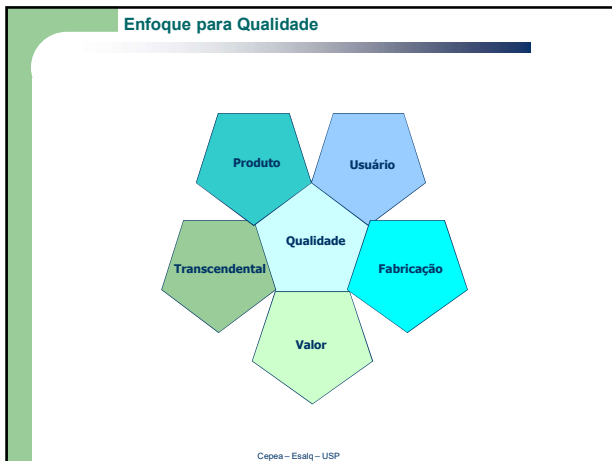 Enfoque para Qualidade
Produto
Usuário
Qualidade
Transcendental
Fabricação
Valor
Cepea – Esalq – USP